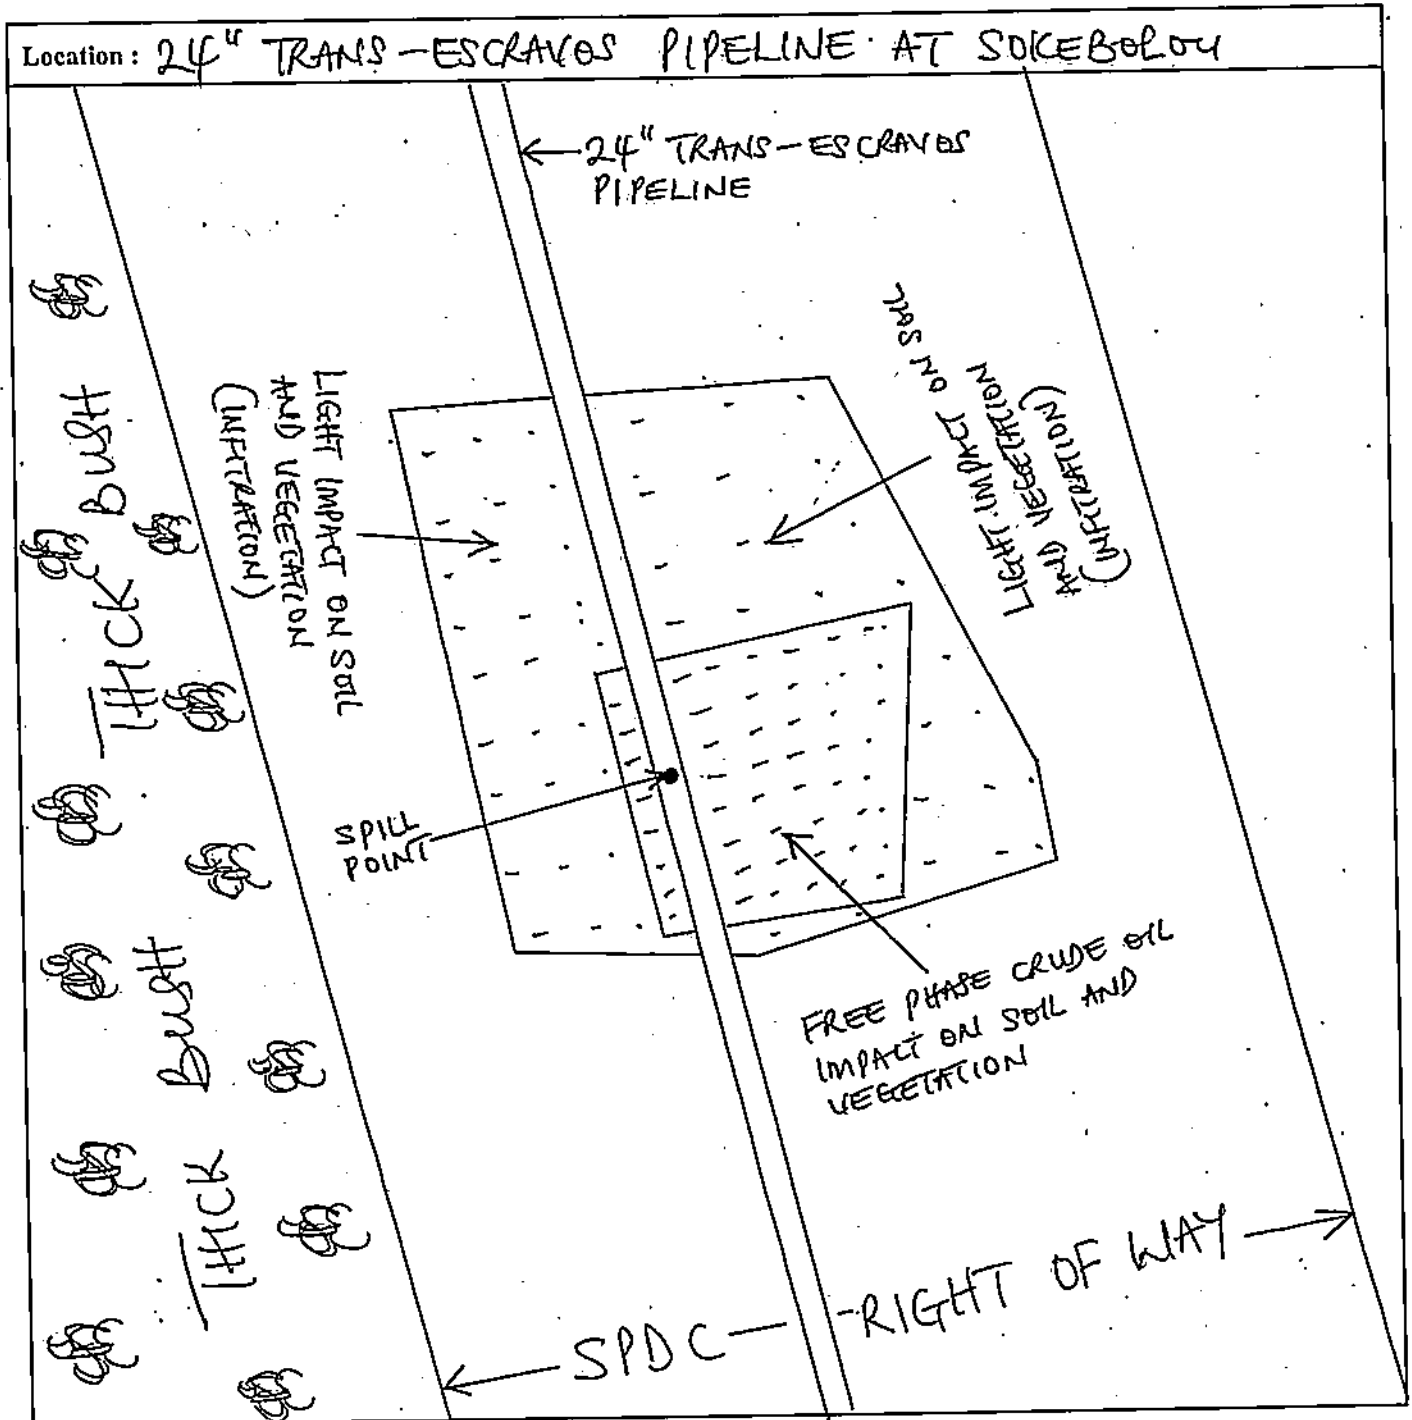 Location : 24" TRANS-ESCRAVOS PIPELINE AT SOKEBOLOU
24" TRANS-ESCRAVOS
PIPELINE
LIGHT IMPACT ON SOIL
AND VEGETATION
(INFITRATION)
LIGHT IMPACT ON SOIL
AND VEGETATION
(INFITRATION)
THICK BUSH
SPILL
POINT
FREE PHASE CRUDE OIL
IMPACT ON SOIL AND
VEGETATION
THICK BUSH
SPDC - RIGHT OF WAY